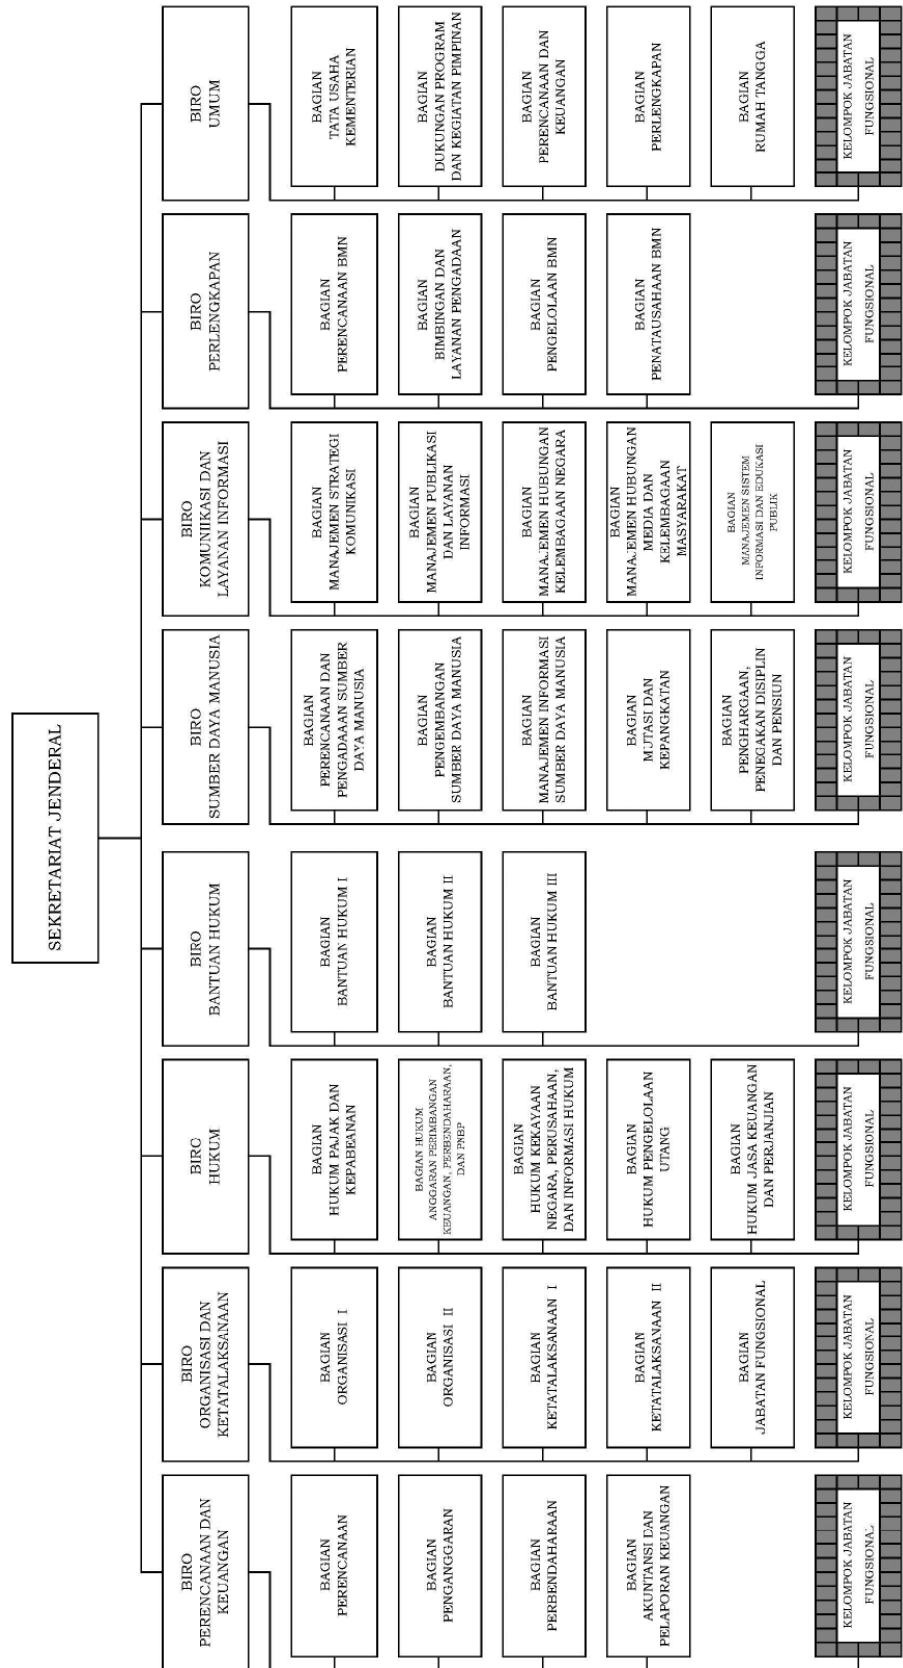 SEKRETARIAT JENDERAL
BIRO
PERENCANAAN DAN
KEUANGAN
BAGIAN
PERENCANAAN
BAGIAN
PENGANGGARAN
BAGIAN
PERBENDAHARAAN
BAGIAN
AKUNTANSI DAN
PELAPORAN KEUANGAN
KELOMPOK JABATAN
FUNGSIONAL
BIRO
ORGANISASI DAN
KETATALAKSANAAN
BAGIAN
ORGANISASI I
BAGIAN
ORGANISASI II
BAGIAN
KETATALAKSANAAN I
BAGIAN
KETATALAKSANAAN II
BAGIAN
JABATAN FUNGSIONAL
KELOMPOK JABATAN
FUNGSIONAL
BIRO
HUKUM
BAGIAN
HUKUM PAJAK DAN
KEPABEANAN
BAGIAN HUKUM
ANGGARAN PERIMBANGAN
KEUANGAN, PERBENDAHARAAN,
DAN PNBP
BAGIAN
HUKUM KEKAYAAN
NEGARA, PERUSAHAAN,
DAN INFORMASI HUKUM
BAGIAN
HUKUM PENGELOLAAN
UTANG
BAGIAN
HUKUM JASA KEUANGAN
DAN PERJANJIAN
KELOMPOK JABATAN
FUNGSIONAL
BIRO
BANTUAN HUKUM
BAGIAN
BANTUAN HUKUM I
BAGIAN
BANTUAN HUKUM II
BAGIAN
BANTUAN HUKUM III
KELOMPOK JABATAN
FUNGSIONAL
BIRO
SUMBER DAYA MANUSIA
BAGIAN
PERENCANAAN DAN
PENGADAAN SUMBER
DAYA MANUSIA
BAGIAN
PENGEMBANGAN
SUMBER DAYA MANUSIA
BAGIAN
MANAJEMEN INFORMASI
SUMBER DAYA MANUSIA
BAGIAN
MUTASI DAN
KEPANGKATAN
BAGIAN
PENGHARGAAN,
PENEGAKAN DISIPLIN
DAN PENSIUN
KELOMPOK JABATAN
FUNGSIONAL
BIRO
KOMUNIIKASI DAN
LAYANAN INFORMASI
BAGIAN
MANAJEMEN STRATEGI
KOMUNIKASI
BAGIAN
MANAJEMEN PUBLIKASI
DAN LAYANAN
INFORMASI
BAGIAN
MANAJEMEN HUBUNGAN
KELEMBAGAAN NEGARA
BAGIAN
MANAJEMEN HUBUNGAN
MEDIA DAN
KELEMBAGAAN
MASYARAKAT
BAGIAN
MANAJEMEN SISTEM
INFORMASI DAN EDUKASI
PUBLIK
KELOMPOK JABATAN
FUNGSIONAL
BIRO
PERLENGKAPAN
BAGIAN
PERENCANAAN BMN
BAGIAN
BIMBINGAN DAN
LAYANAN PENGADAAN
BAGIAN
PENGELOLAAN BMN
BAGIAN
PENATAUSAHAAN BMN
KELOMPOK JABATAN
FUNGSIONAL
BIRO
UMUM
BAGIAN
TATA USAHA
KEMENTERIAN
BAGIAN
DUKUNGAN PROGRAM
DAN KEGIATAN PIMPINAN
BAGIAN
PERENCANAAN DAN
KEUANGAN
BAGIAN
PERLENGKAPAN
BAGIAN
RUMAH TANGGA
KELOMPOK JABATAN
FUNGSIONAL